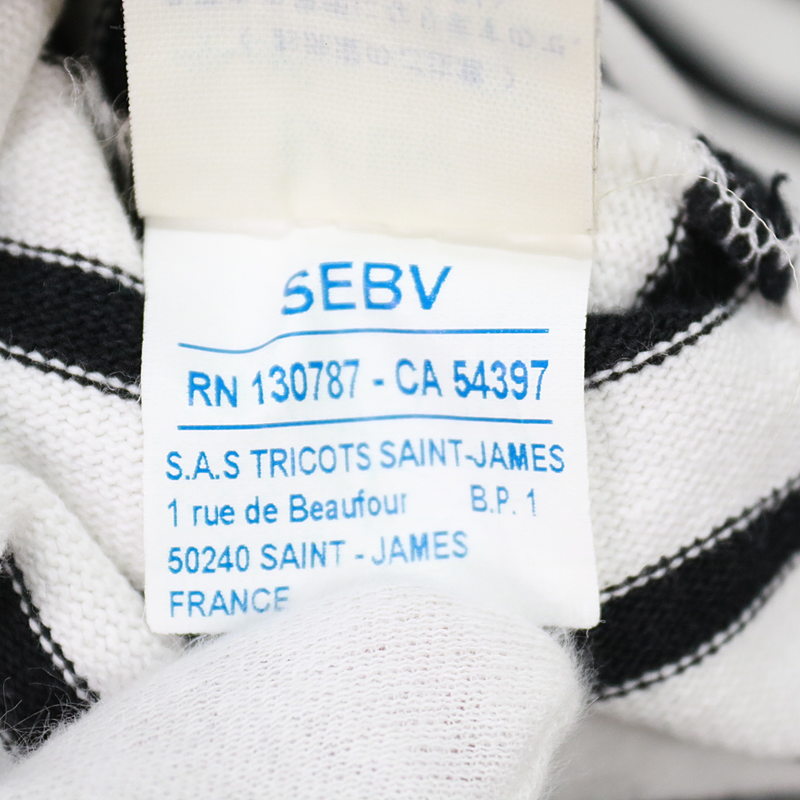 SEBV
RN 130787 - CA 54397
S.A.S TRICOTS SAINT-JAMES
1 rue de Beaufour B.P. 1
50240 SAINT - JAMES
FRANCE